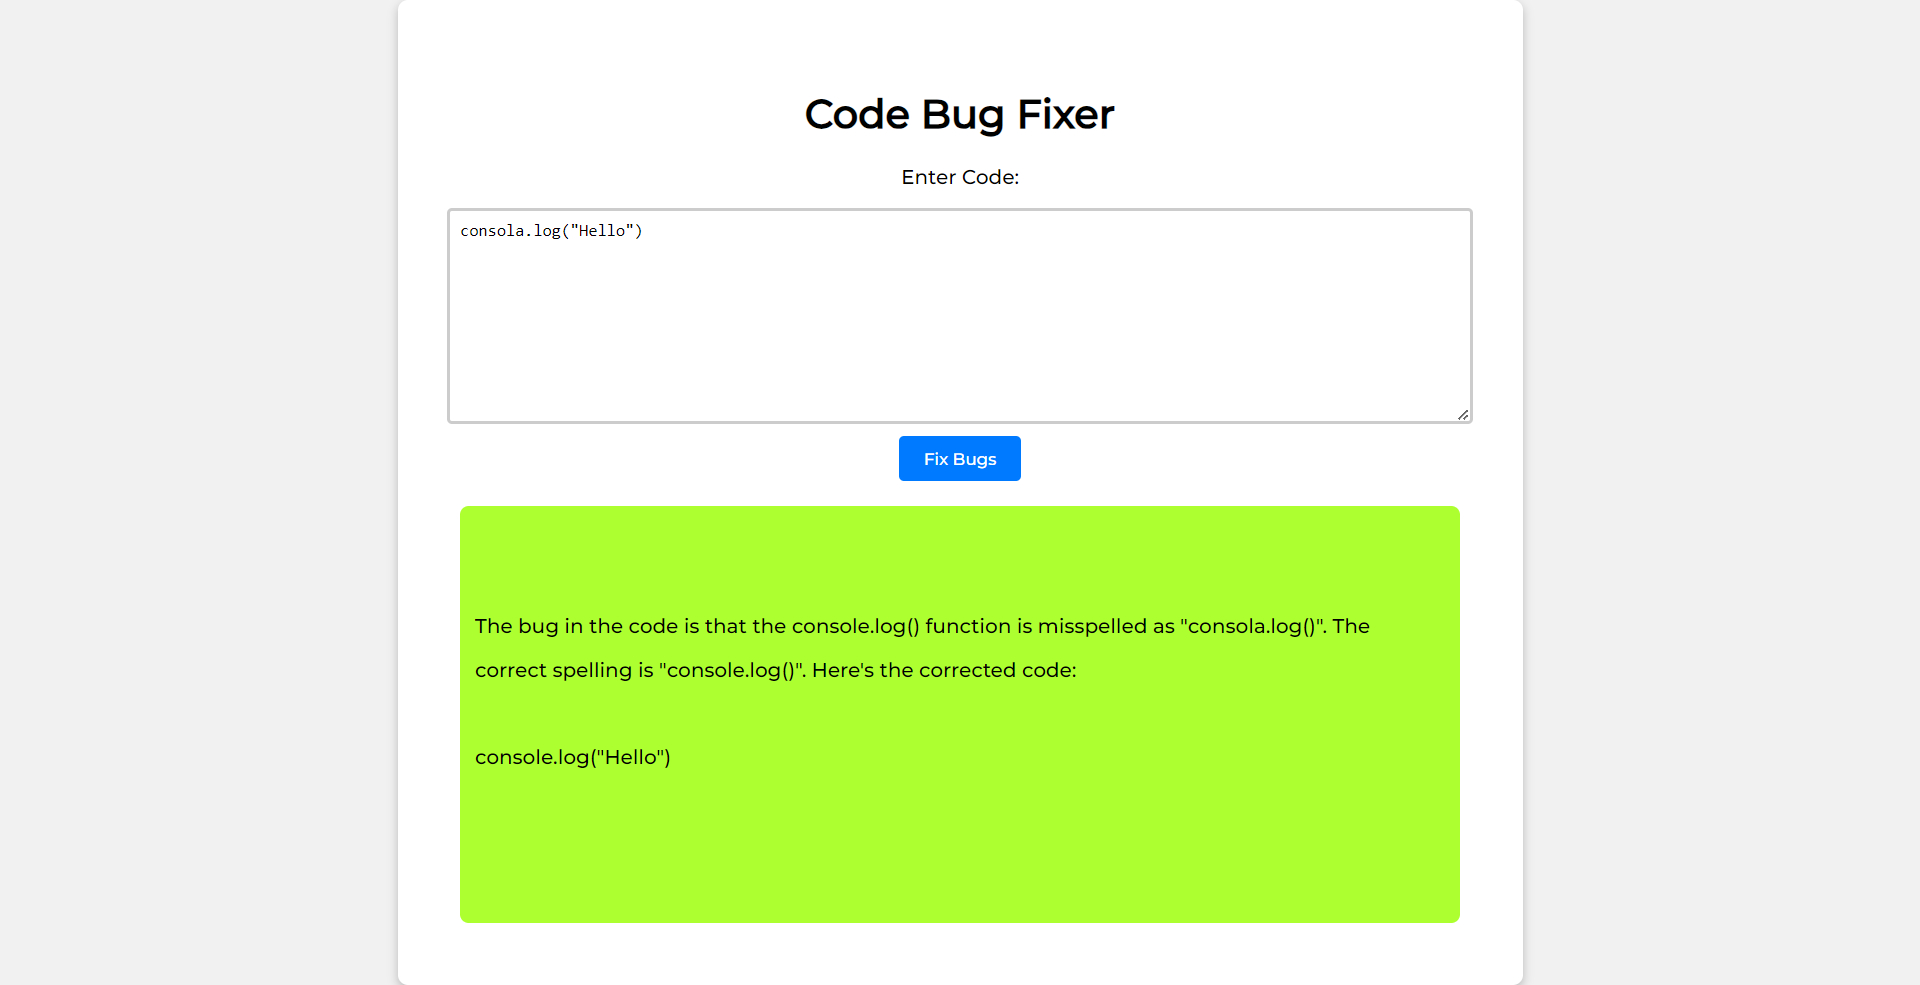 Code Bug Fixer
Enter Code:
consola.log("Hello")
Fix Bugs
The bug in the code is that the console.log() function is misspelled as "consola.log()". The
correct spelling is "console.log()". Here's the corrected code:
console.log("Hello")